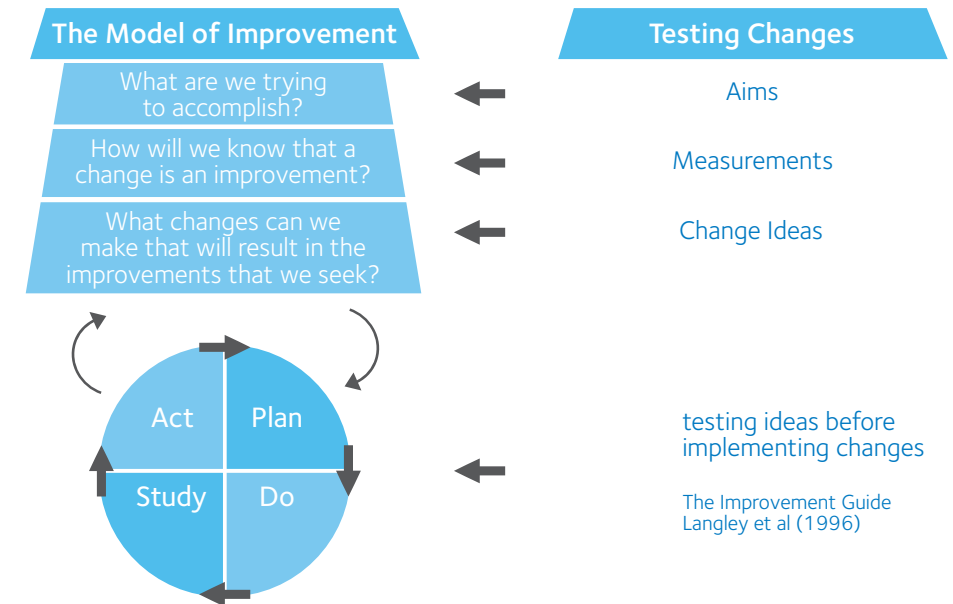 The Model of Improvement
Testing Changes
What are we trying
to accomplish?
Aims
How will we know that a
change is an improvement?
Measurements
What changes can we
make that will result in the
improvements that we seek?
Change Ideas
Act
Plan
Study
Do
testing ideas before
implementing changes
The Improvement Guide
Langley et al (1996)